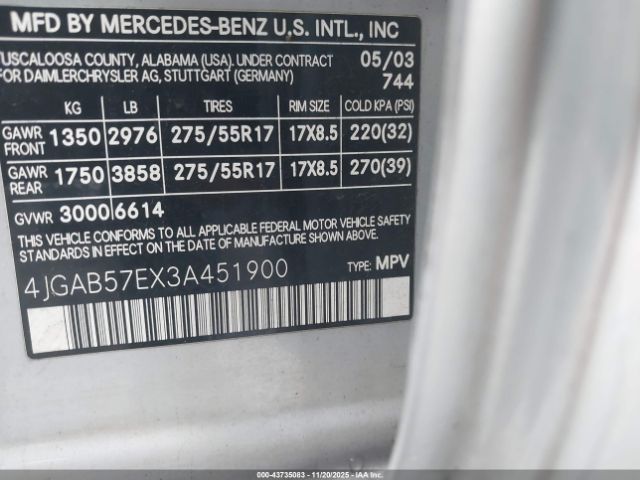 MFD BY MERCEDES-BENZ U.S. INTL., INC
TUSCALOOSA COUNTY, ALABAMA (USA). UNDER CONTRACT 05/03
FOR DAIMLERCHRYSLER AG, STUTTGART (GERMANY) 744
KG LB TIRES RIM SIZE COLD KPA (PSI)
GAWR FRONT 1350 2976 275/55R17 17X8.5 220(32)
GAWR REAR 1750 3858 275/55R17 17X8.5 270(39)
GVWR 3000 6614
THIS VEHICLE CONFORMS TO ALL APPLICABLE FEDERAL MOTOR VEHICLE SAFETY
STANDARDS IN EFFECT ON THE DATE OF MANUFACTURE SHOWN ABOVE.
4JGAB57EX3A451900 TYPE: MPV
000-43735083 - 11/20/2025 - IAA Inc.